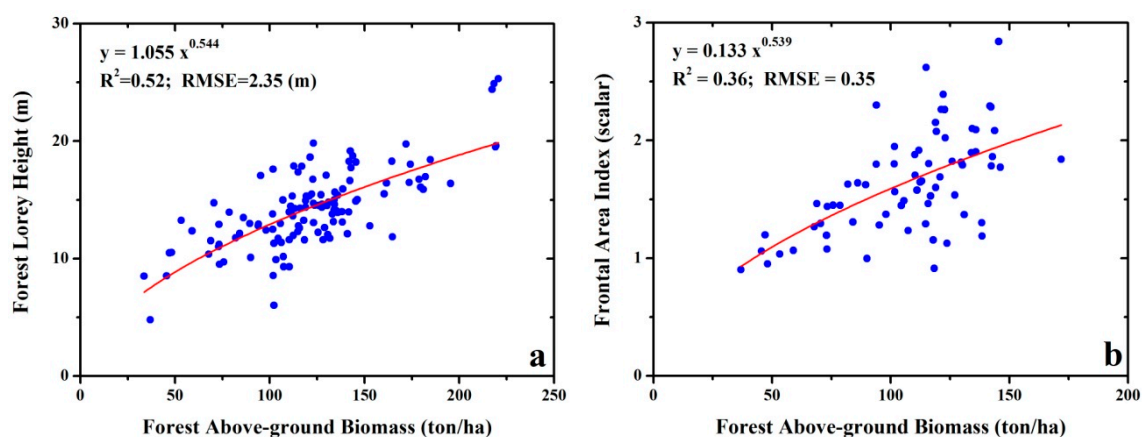 30
20
10
0
Forest Lorey Height (m)
y = 1.055 x^0.544
R²=0.52; RMSE=2.35 (m)
a
0 50 100 150 200 250
Forest Above-ground Biomass (ton/ha)
3
2
1
0
Frontal Area Index (scalar)
y = 0.133 x^0.539
R² = 0.36; RMSE = 0.35
b
0 50 100 150 200
Forest Above-ground Biomass (ton/ha)